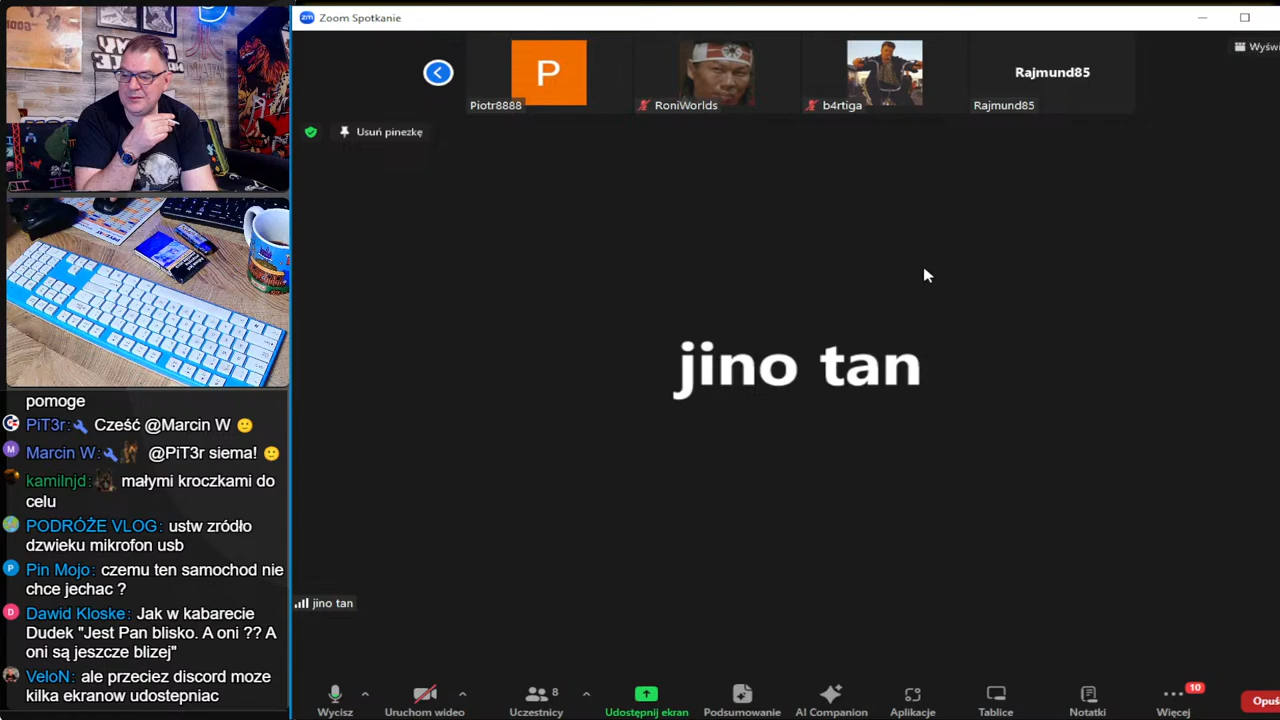 Zoom Spotkanie
Wyświ
P
Rajmund85
Piotr8888
RoniWorlds
b4rtiga
Rajmund85
Usuń pinezkę
jino tan
jino tan
pomoge
PiT3r: Cześć @Marcin W 🙂
Marcin W: @PiT3r siema! 🙂
kamilnjd: małymi kroczkami do
celu
PODRÓŻE VLOG: ustw zródło
dzwieku mikrofon usb
Pin Mojo: czemu ten samochod nie
chce jechac ?
Dawid Kloske: Jak w kabarecie
Dudek "Jest Pan blisko. A oni ?? A
oni są jeszcze blizej"
VeloN: ale przeciez discord moze
kilka ekranow udostepniac
8
10
Wycisz
Uruchom wideo
Uczestnicy
Udostępnij ekran
Podsumowanie
AI Companion
Aplikacje
Tablice
Notatki
Więcej
Opuś